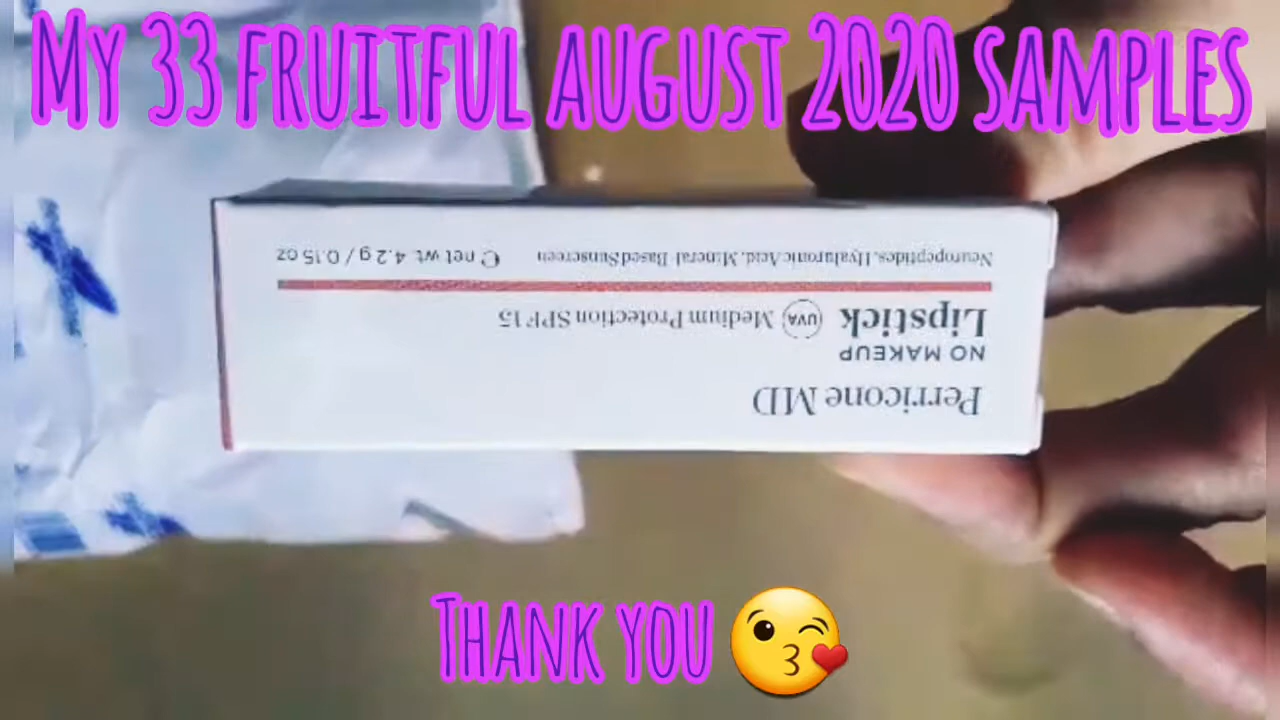 My 33 fruitful august 2020 samples
Perricone MD
NO MAKEUP
Lipstick UVA Medium Protection SPF 15
Neuropeptides, Hyaluronic Acid, Mineral-Based Sunscreen e net wt. 4.2 g / 0.15 oz
Thank you 😘